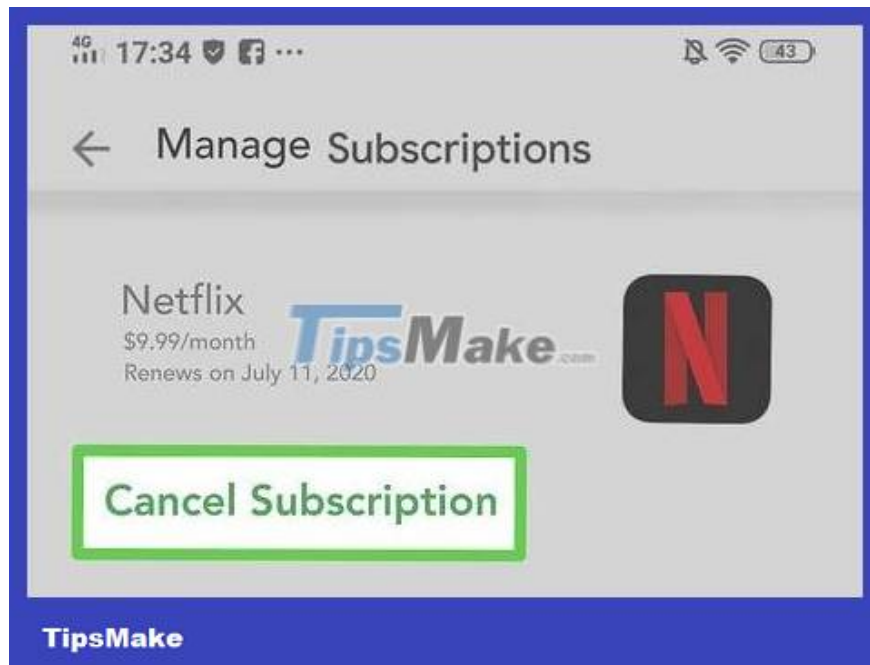 4G 17:34 ...
43
← Manage Subscriptions
Netflix
$9.99/month
Renews on July 11, 2020
TipsMake.com
N
Cancel Subscription
TipsMake